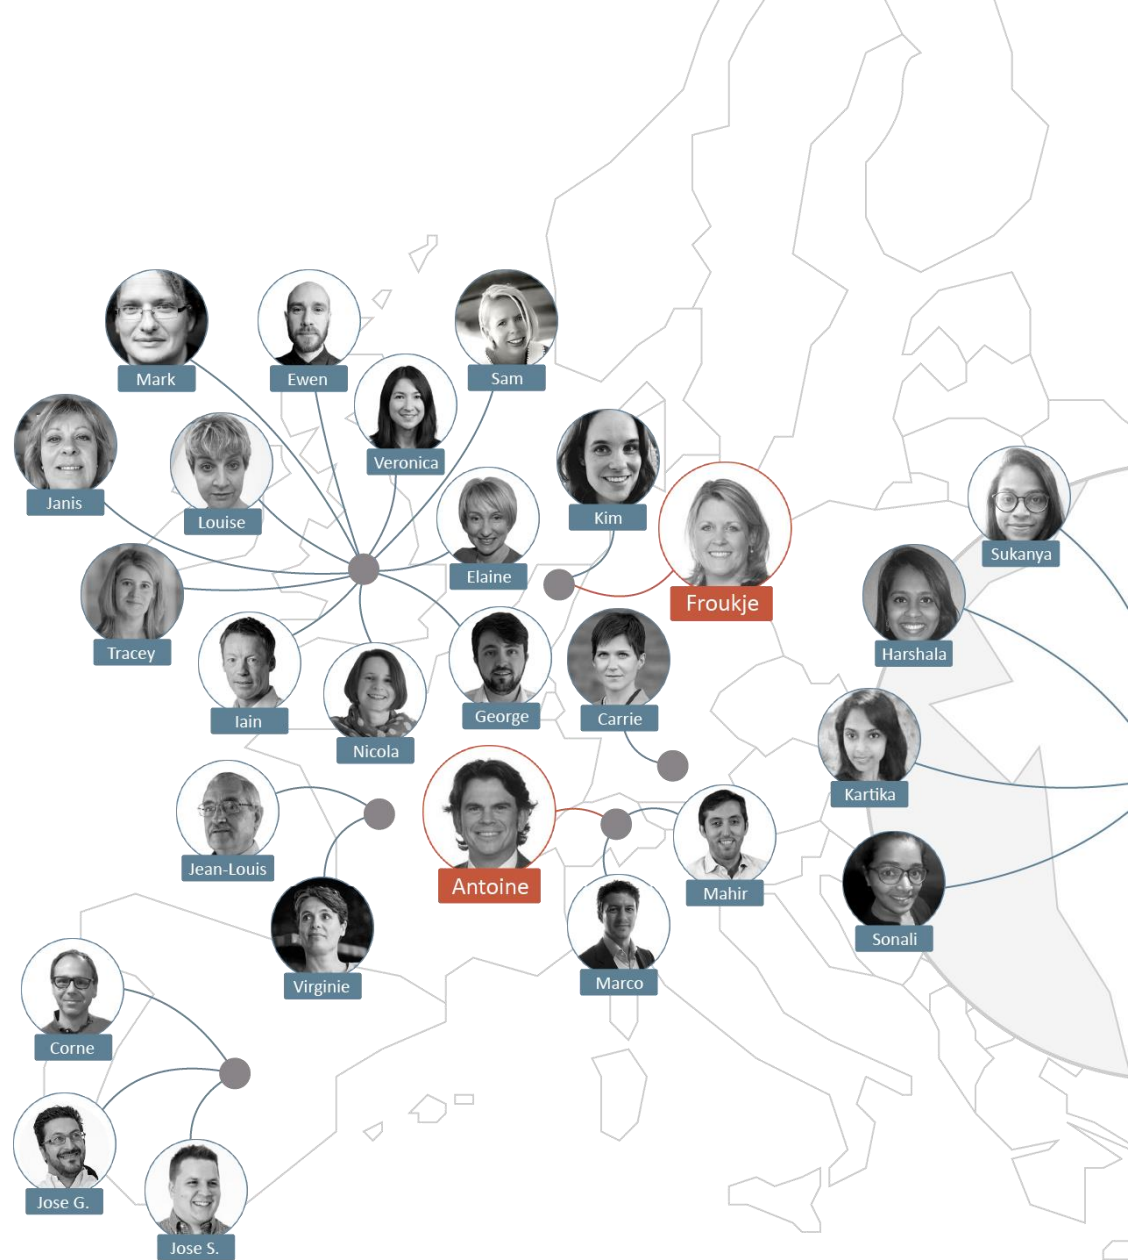 Mark
Ewen
Sam
Veronica
Janis
Louise
Kim
Sukanya
Elaine
Froukje
Tracey
Harshala
Iain
George
Carrie
Nicola
Kartika
Jean-Louis
Antoine
Mahir
Sonali
Virginie
Marco
Corne
Jose G.
Jose S.